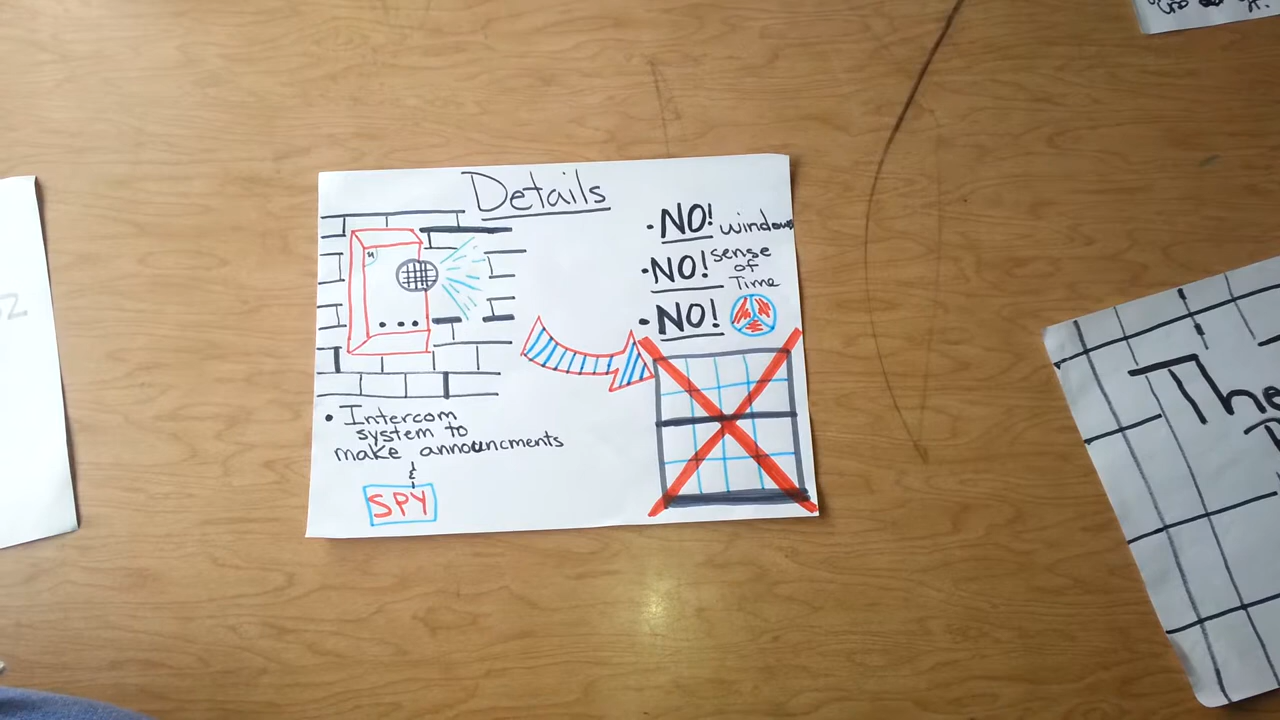 Details
• NO! windows
• NO! sense
of
Time
• NO!
• Intercom
system to
make announcments
&
SPY
The